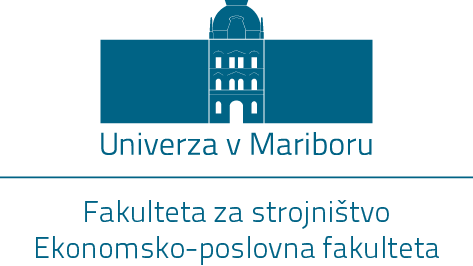 Univerza v Mariboru
Fakulteta za strojništvo
Ekonomsko-poslovna fakulteta